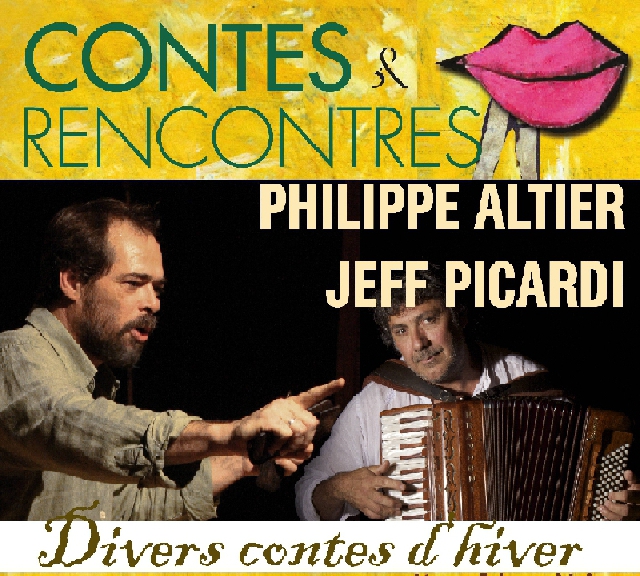 CONTES &
RENCONTRES
PHILIPPE ALTIER
JEFF PICARDI
Divers contes d'hiver